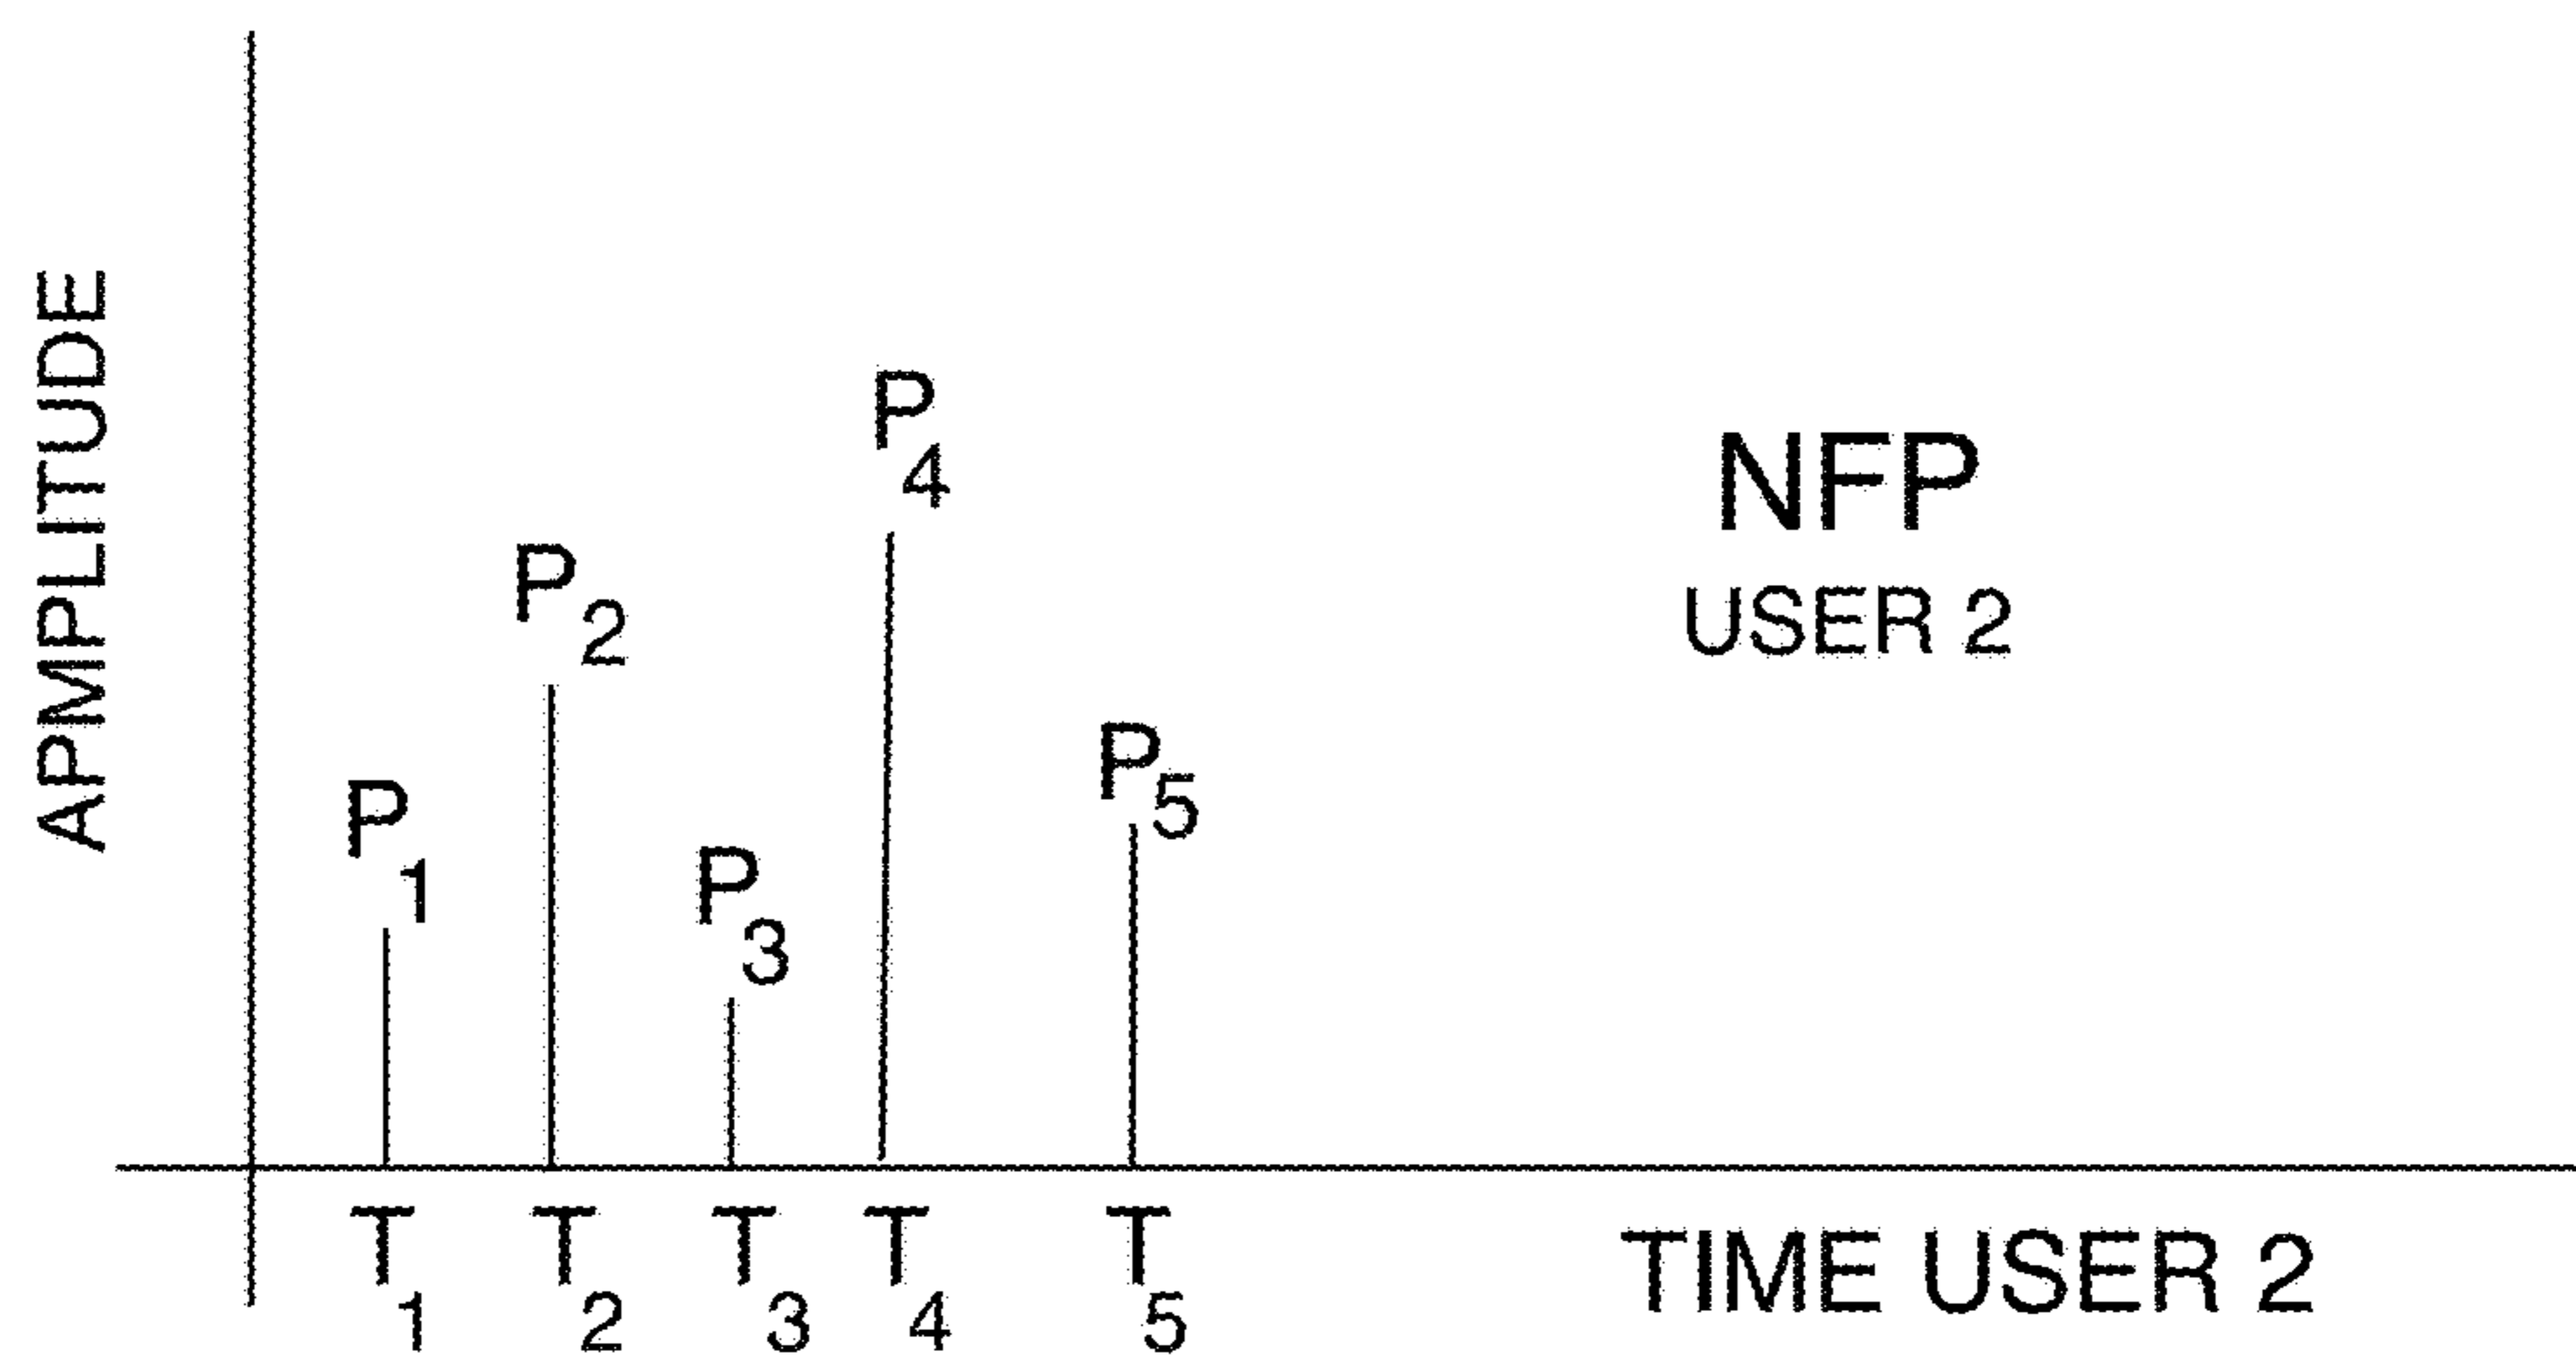 APMPLITUDE
P1
P2
P3
P4
P5
NFP
USER 2
T1 T2 T3 T4 T5
TIME USER 2